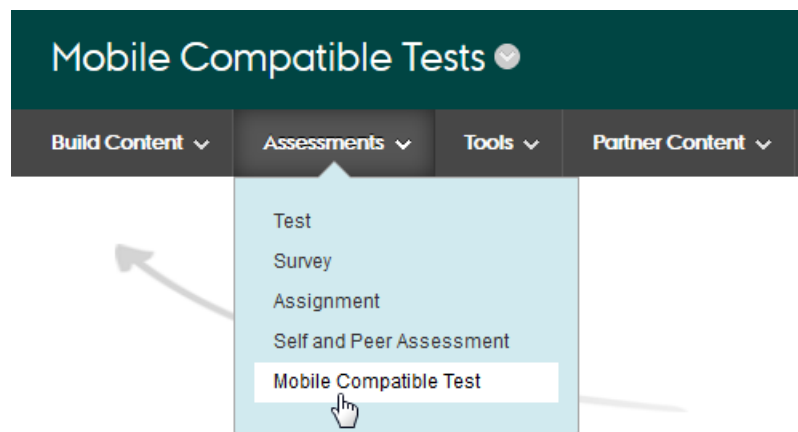 Mobile Compatible Tests
Build Content Assessments Tools Partner Content
Test
Survey
Assignment
Self and Peer Assessment
Mobile Compatible Test